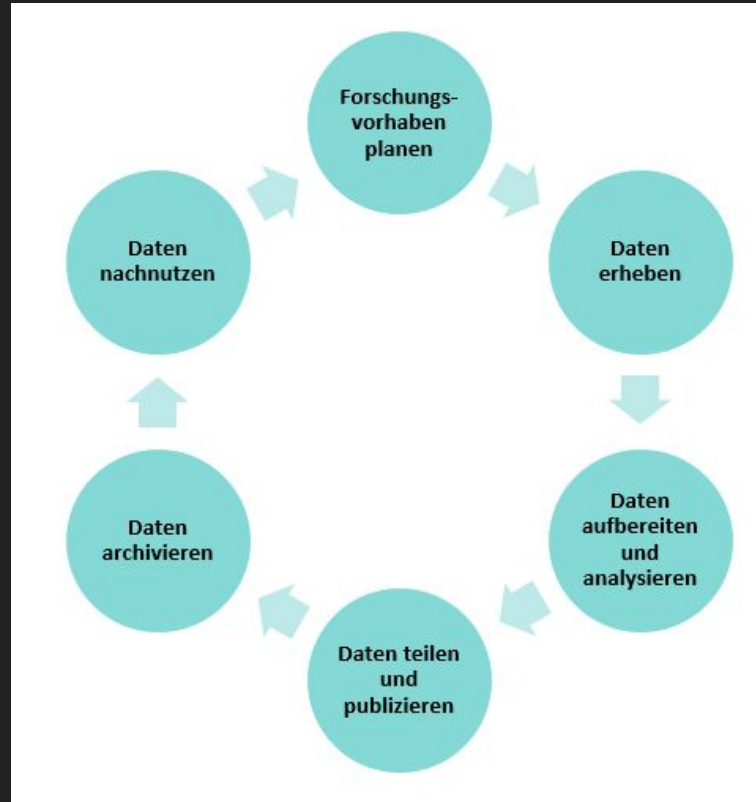 Forschungs-
vorhaben
planen
Daten
erheben
Daten
aufbereiten
und
analysieren
Daten teilen
und
publizieren
Daten
archivieren
Daten
nachnutzen